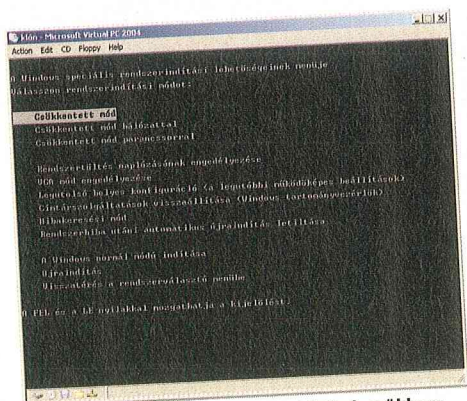 klón - Microsoft Virtual PC 2004
Action Edit CD Floppy Help
A Windows speciális rendszerindítási lehetőségeinek menüje
Válasszon rendszerindítási módot:
Csökkentett mód
Csökkentett mód hálózattal
Csökkentett mód parancssorral
Rendszertöltés naplózásának engedélyezése
VGA mód engedélyezése
Legutolsó helyes konfiguráció (a legutóbbi működőképes beállítások)
Címtárszolgáltatások visszaállítása (Windows tartományvezérlők)
Hibakeresési mód
Rendszerhiba utáni automatikus újraindítás letiltása
A Windows normál módú indítása
Újraindítás
Visszatérés a rendszerválasztó menübe
A FEL és a LE nyilakkal mozgathatja a kijelölést.